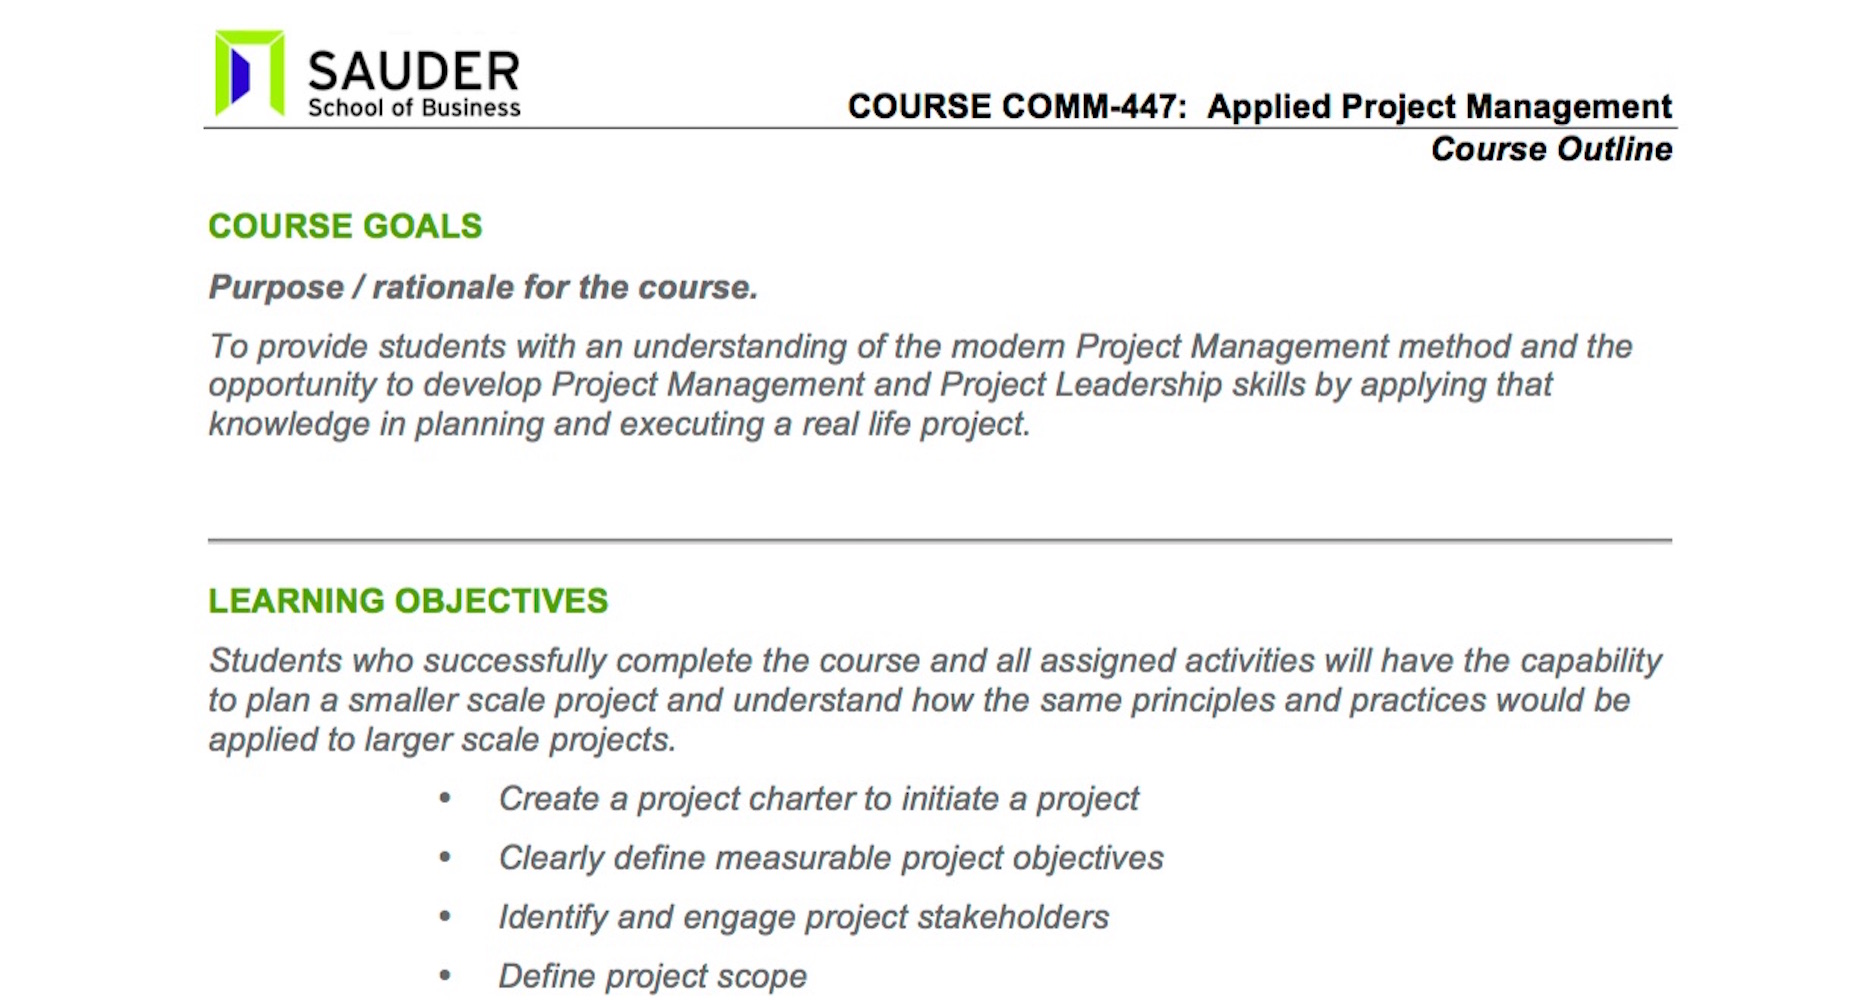 SAUDER
School of Business
COURSE COMM-447: Applied Project Management
Course Outline
COURSE GOALS
Purpose / rationale for the course.
To provide students with an understanding of the modern Project Management method and the
opportunity to develop Project Management and Project Leadership skills by applying that
knowledge in planning and executing a real life project.
LEARNING OBJECTIVES
Students who successfully complete the course and all assigned activities will have the capability
to plan a smaller scale project and understand how the same principles and practices would be
applied to larger scale projects.
• Create a project charter to initiate a project
• Clearly define measurable project objectives
• Identify and engage project stakeholders
• Define project scope